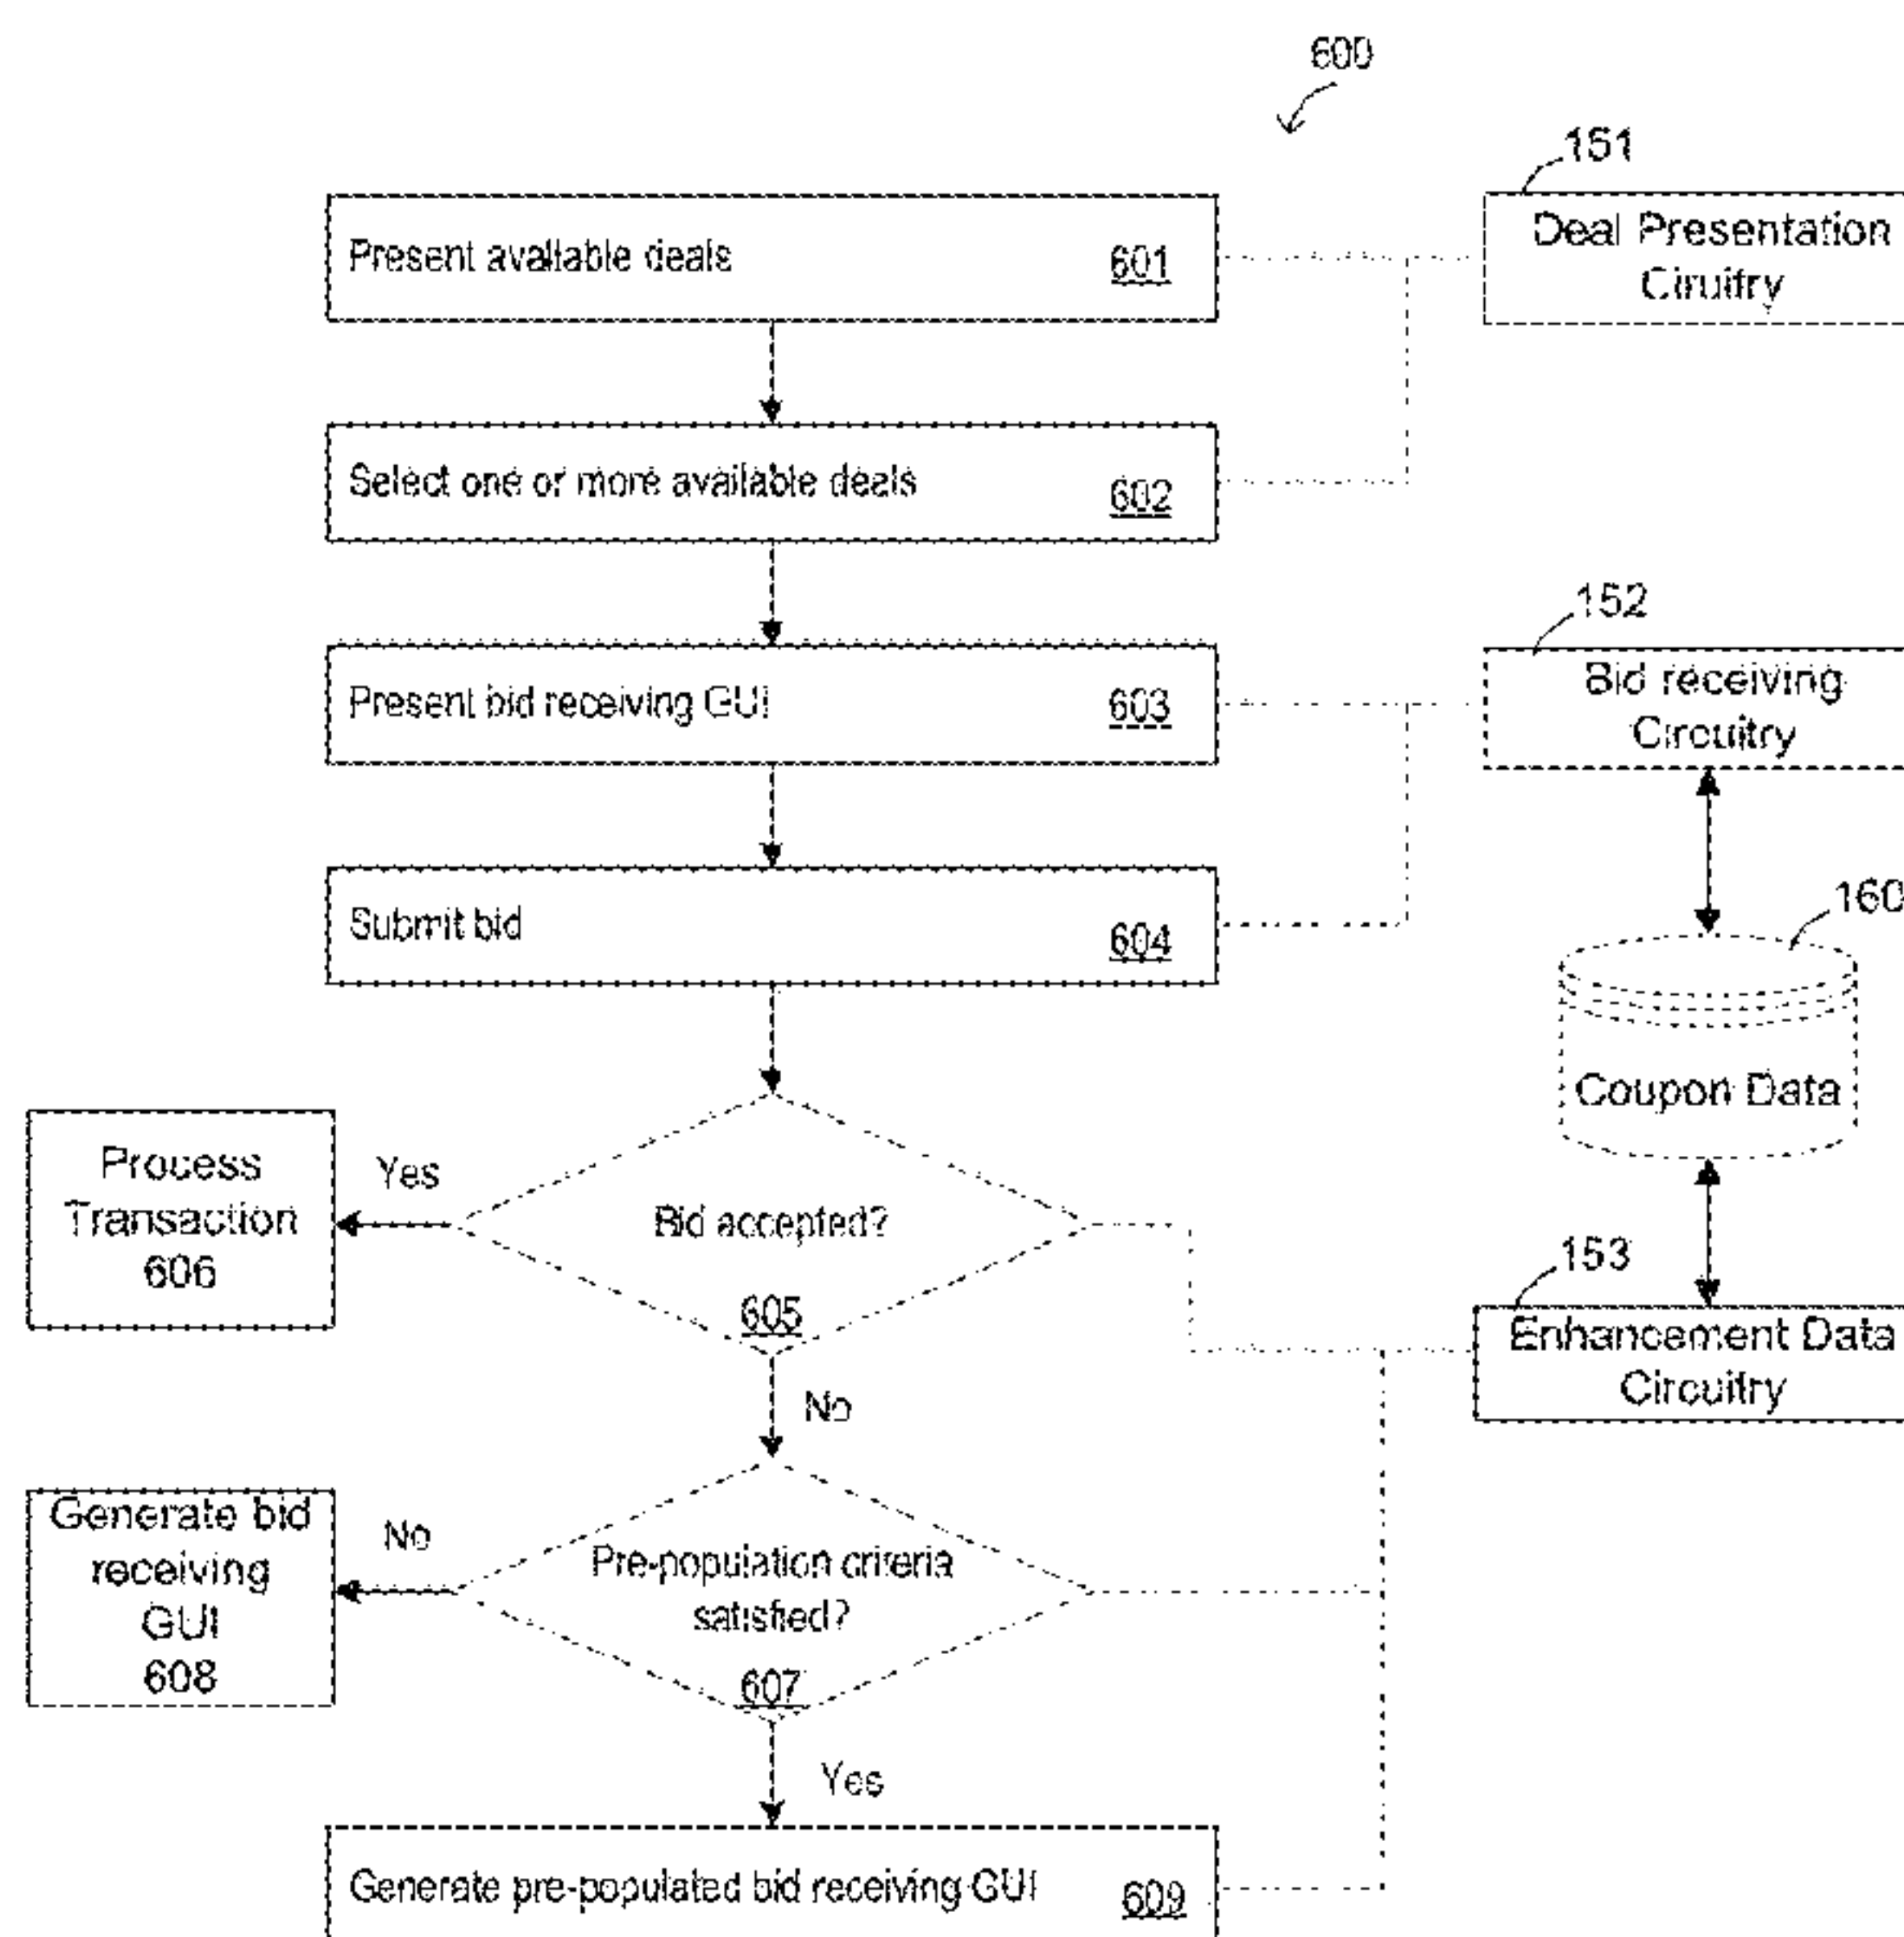 600
151
Deal Presentation
Ciruitry
Present available deals 601
Select one or more available deals 602
152
Bid receiving
Circuitry
Present bid receiving GUI 603
Submit bid 604
160
Coupon Data
Process
Transaction
606
Yes
Bid accepted?
605
153
Enhancement Data
Circuitry
No
Generate bid
receiving
GUI
608
No
Pre-population criteria
satisfied?
607
Yes
Generate pre-populated bid receiving GUI 609